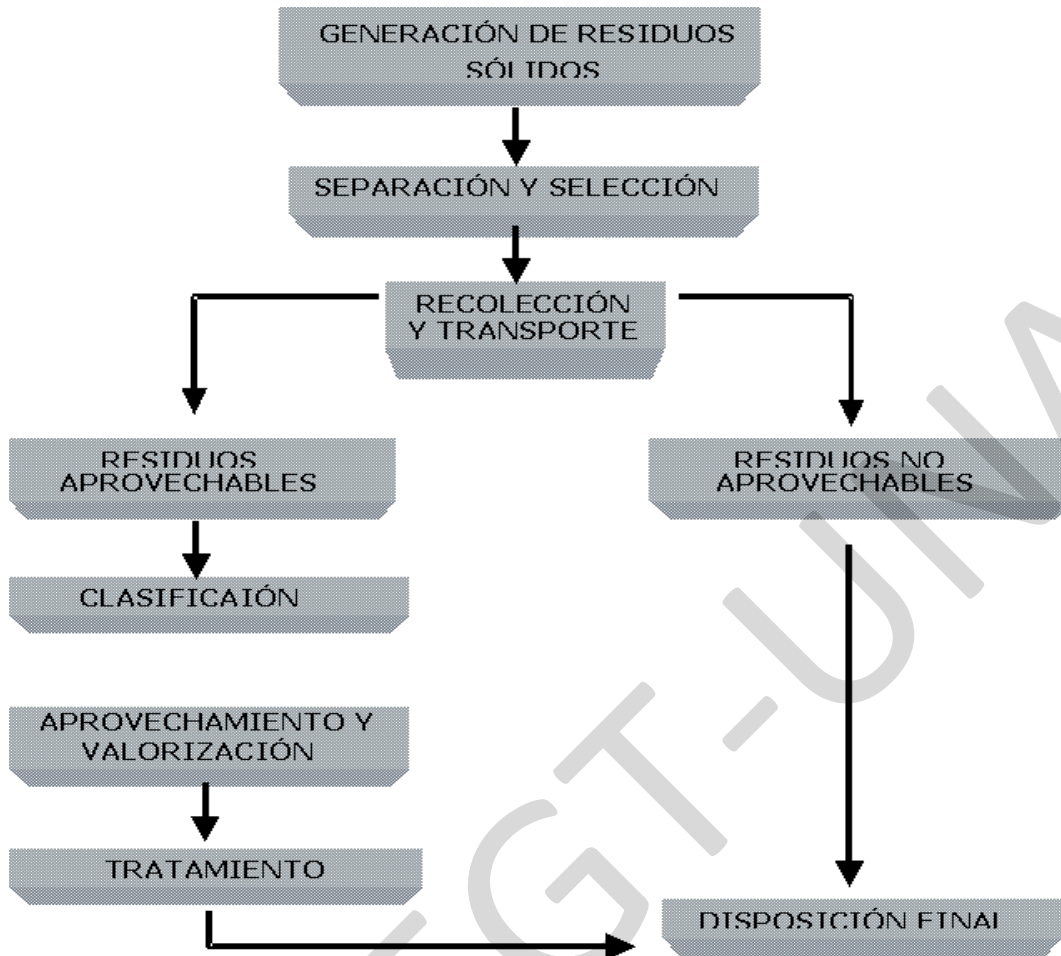 GENERACIÓN DE RESIDUOS
SÓLIDOS
SEPARACIÓN Y SELECCIÓN
RECOLECCIÓN
Y TRANSPORTE
RESIDUOS
APROVECHABLES
RESIDUOS NO
APROVECHABLES
CLASIFICAIÓN
APROVECHAMIENTO Y
VALORIZACIÓN
TRATAMIENTO
DISPOSICIÓN FINAL